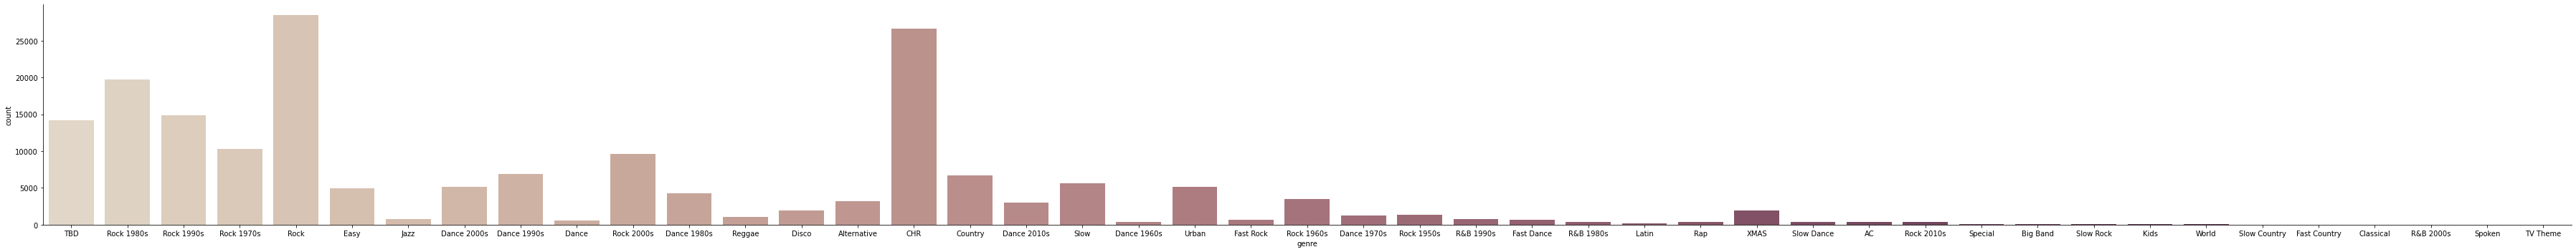 25000
20000
15000
10000
5000
0
count
TBD Rock 1980s Rock 1990s Rock 1970s Rock Easy Jazz Dance 2000s Dance 1990s Dance Rock 2000s Dance 1980s Reggae Disco Alternative CHR Country Dance 2010s Slow Dance 1960s Urban Fast Rock Rock 1960s Dance 1970s Rock 1950s R&B 1990s Fast Dance R&B 1980s Latin Rap XMAS Slow Dance AC Rock 2010s Special Big Band Slow Rock Kids World Slow Country Fast Country Classical R&B 2000s Spoken TV Theme
genre